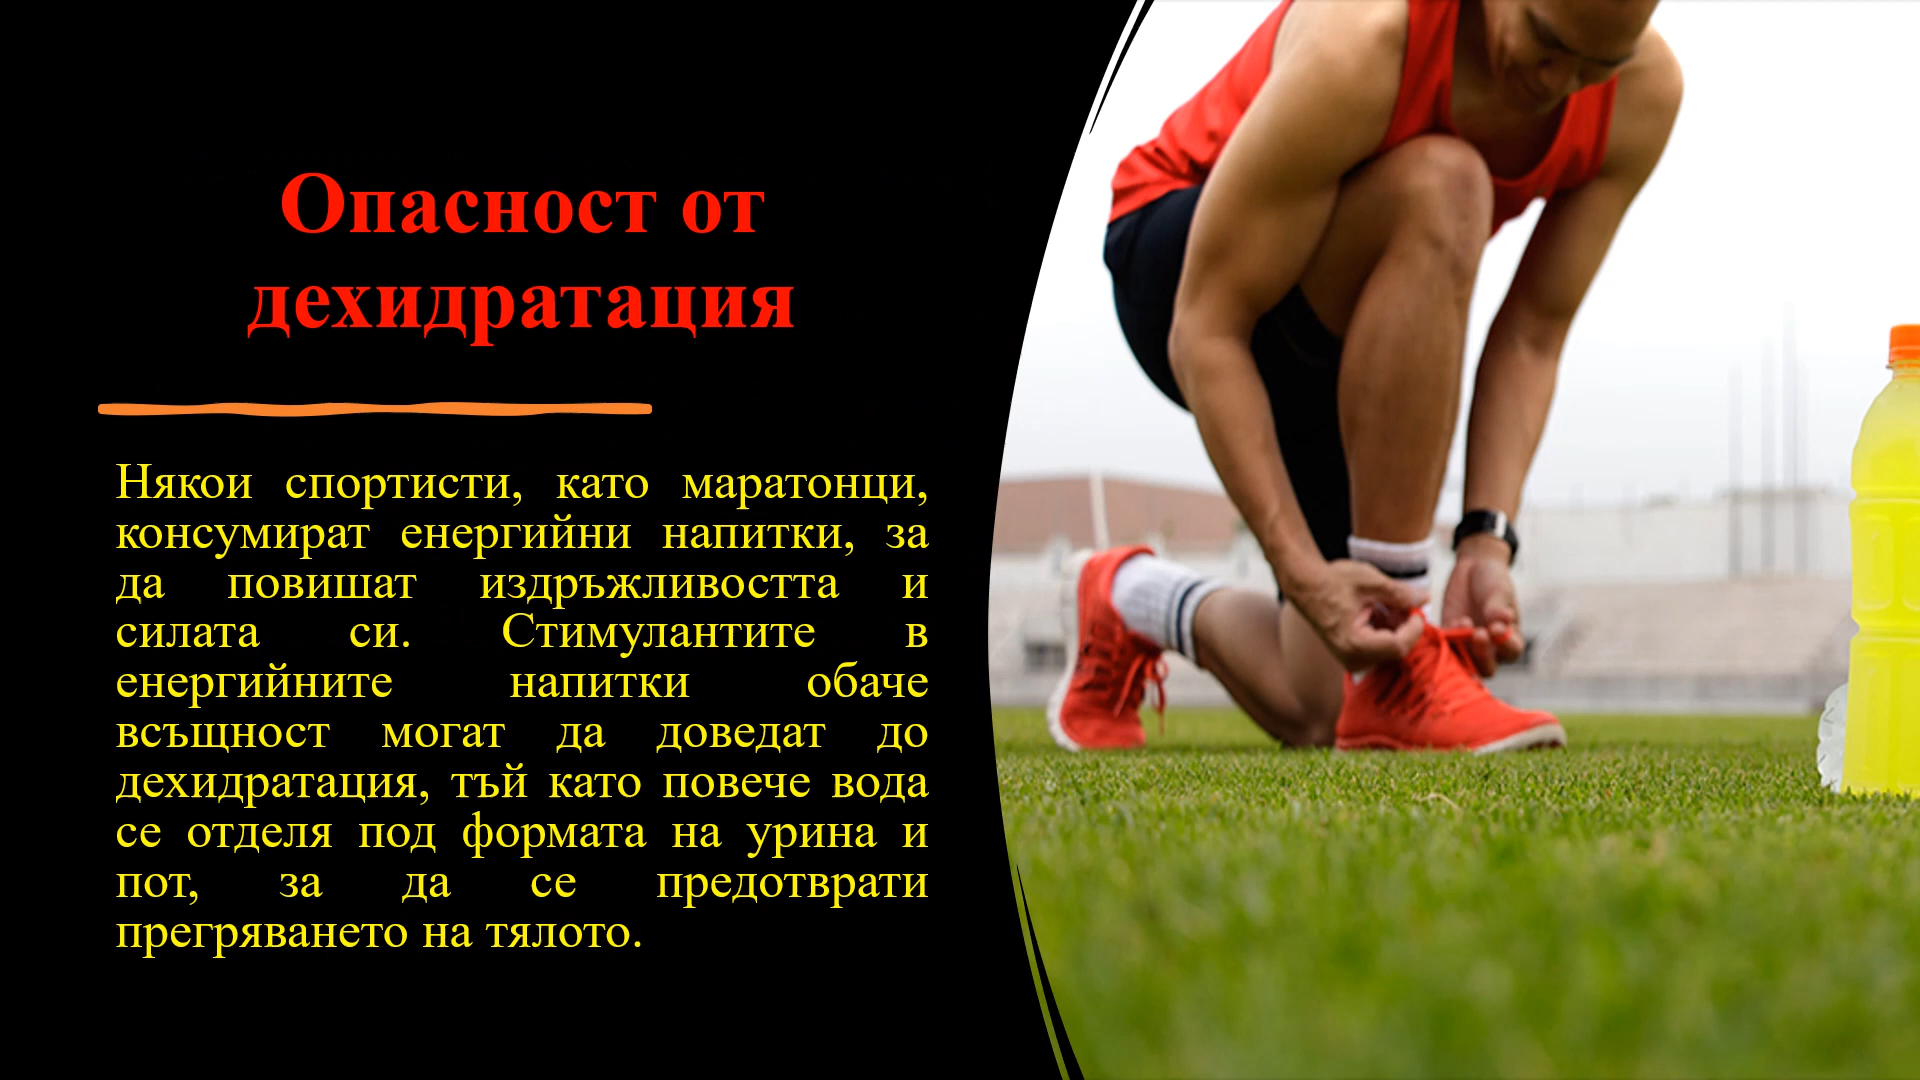 Опасност от
дехидратация
Някои спортисти, като маратонци,
консумират енергийни напитки, за
да повишат издръжливостта и
силата си. Стимулантите в
енергийните напитки обаче
всъщност могат да доведат до
дехидратация, тъй като повече вода
се отделя под формата на урина и
пот, за да се предотврати
прегряването на тялото.